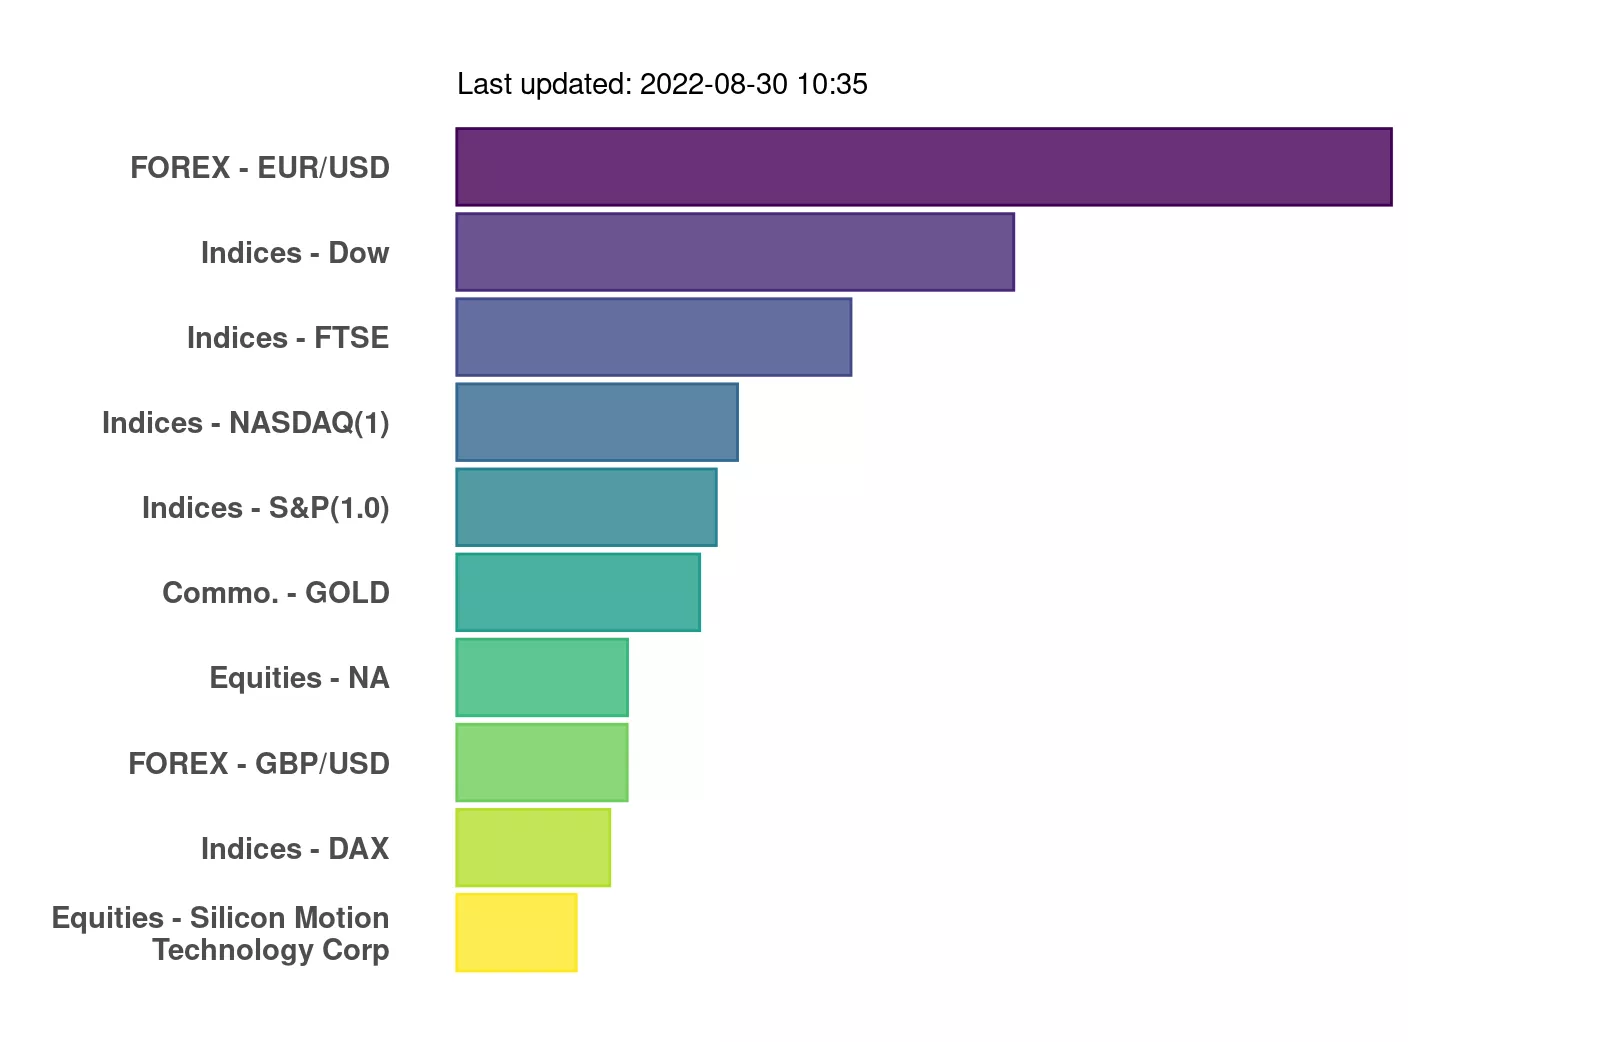 Last updated: 2022-08-30 10:35
FOREX - EUR/USD
Indices - Dow
Indices - FTSE
Indices - NASDAQ(1)
Indices - S&P(1.0)
Commo. - GOLD
Equities - NA
FOREX - GBP/USD
Indices - DAX
Equities - Silicon Motion
Technology Corp